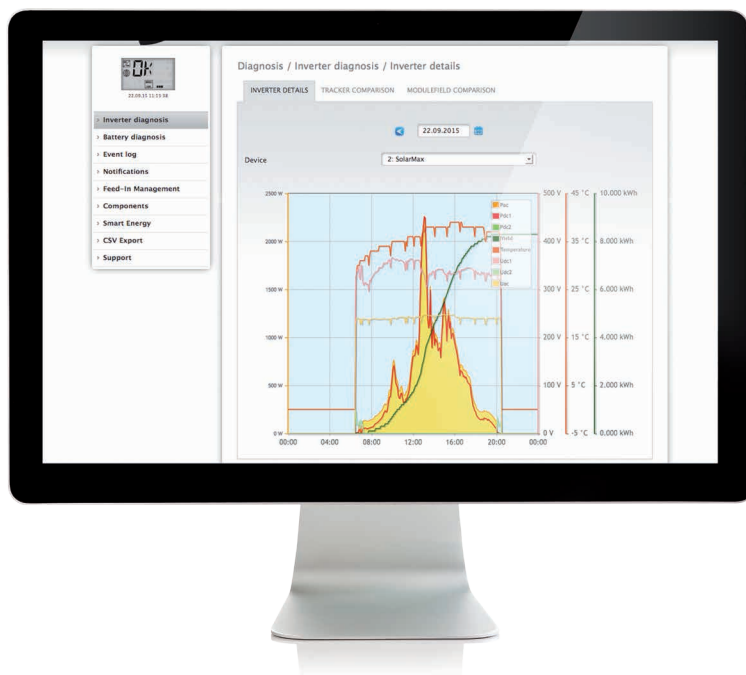 OK
22.09.15 11:13:58
› Inverter diagnosis
› Battery diagnosis
› Event log
› Notifications
› Feed-In Management
› Components
› Smart Energy
› CSV Export
› Support
Diagnosis / Inverter diagnosis / Inverter details
INVERTER DETAILS TRACKER COMPARISON MODULEFIELD COMPARISON
22.09.2015
Device 2: SolarMax
2500 W 500 V 45 °C 10.000 kWh
Pac
Pdc1
Pdc2
2000 W Yield 400 V 35 °C 8.000 kWh
Temperature
Udc1
Udc2
Uac
1500 W 300 V 25 °C 6.000 kWh
1000 W 200 V 15 °C 4.000 kWh
500 W 100 V 5 °C 2.000 kWh
0 W 0 V -5 °C 0.000 kWh
00:00 04:00 08:00 12:00 16:00 20:00 00:00